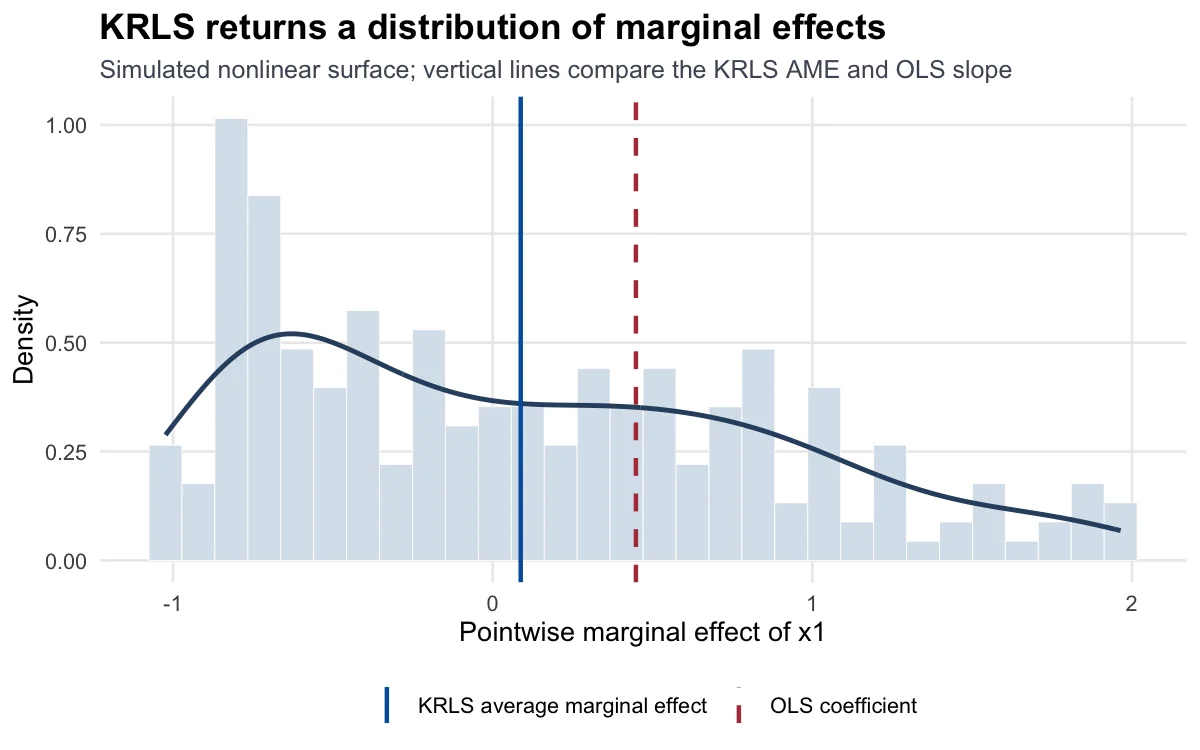 KRLS returns a distribution of marginal effects
Simulated nonlinear surface; vertical lines compare the KRLS AME and OLS slope
Density
1.00
0.75
0.50
0.25
0.00
-1 0 1 2
Pointwise marginal effect of x1
KRLS average marginal effect OLS coefficient